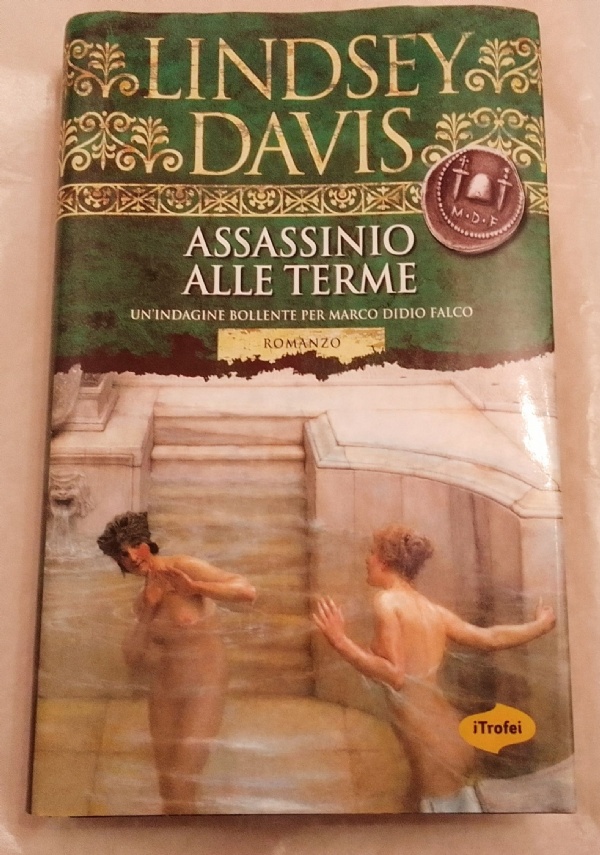 LINDSEY
DAVIS
M·D·F
ASSASSINIO
ALLE TERME
UN'INDAGINE BOLLENTE PER MARCO DIDIO FALCO
ROMANZO
iTrofei